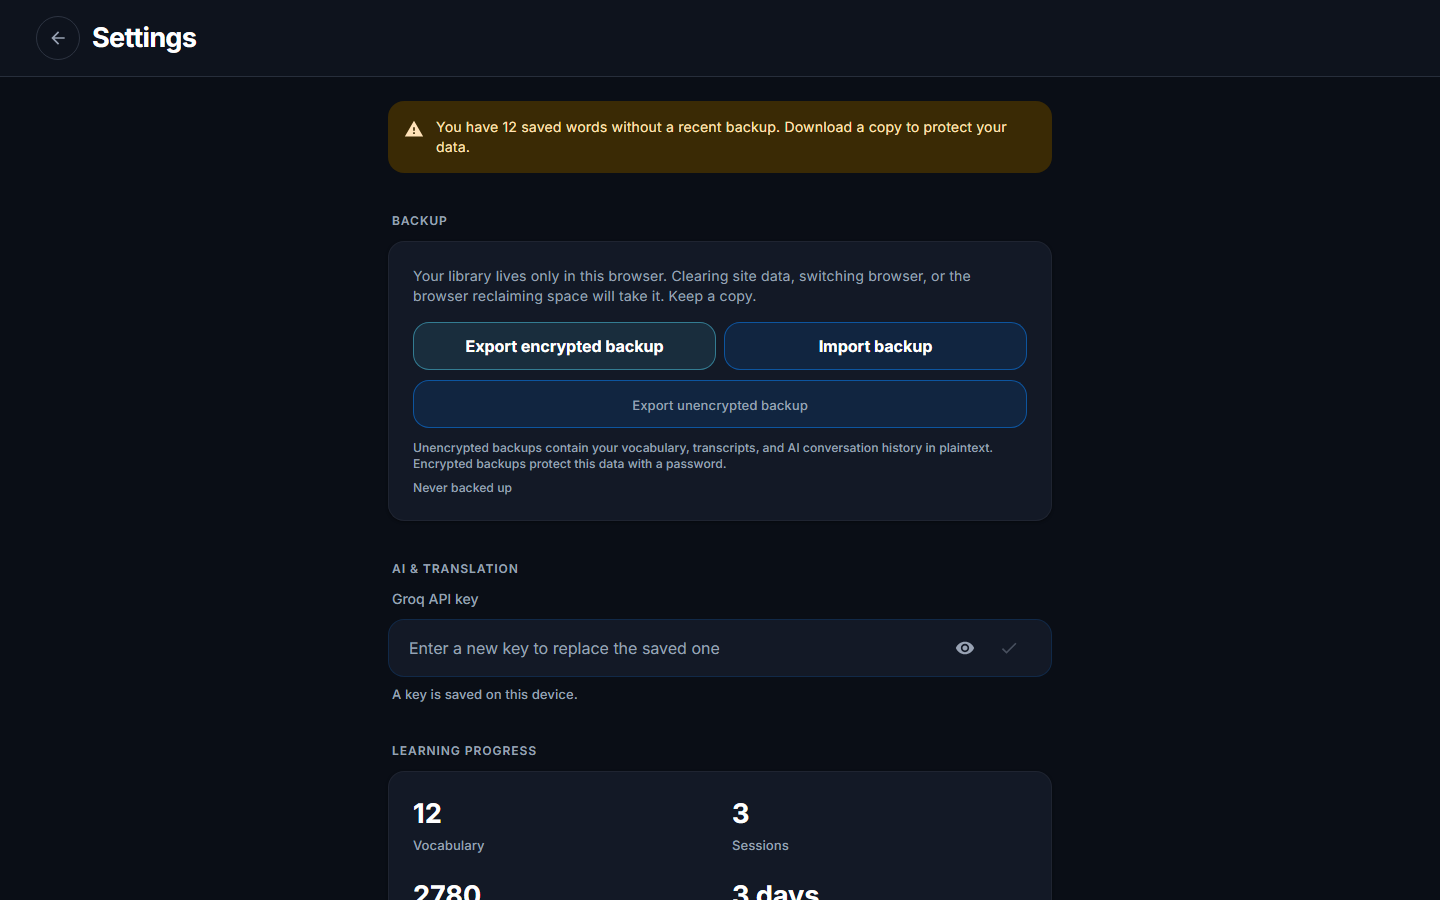 Settings
You have 12 saved words without a recent backup. Download a copy to protect your
data.
BACKUP
Your library lives only in this browser. Clearing site data, switching browser, or the
browser reclaiming space will take it. Keep a copy.
Export encrypted backup
Import backup
Export unencrypted backup
Unencrypted backups contain your vocabulary, transcripts, and AI conversation history in plaintext.
Encrypted backups protect this data with a password.
Never backed up
AI & TRANSLATION
Groq API key
Enter a new key to replace the saved one
A key is saved on this device.
LEARNING PROGRESS
12
3
Vocabulary
Sessions
2780
3 days